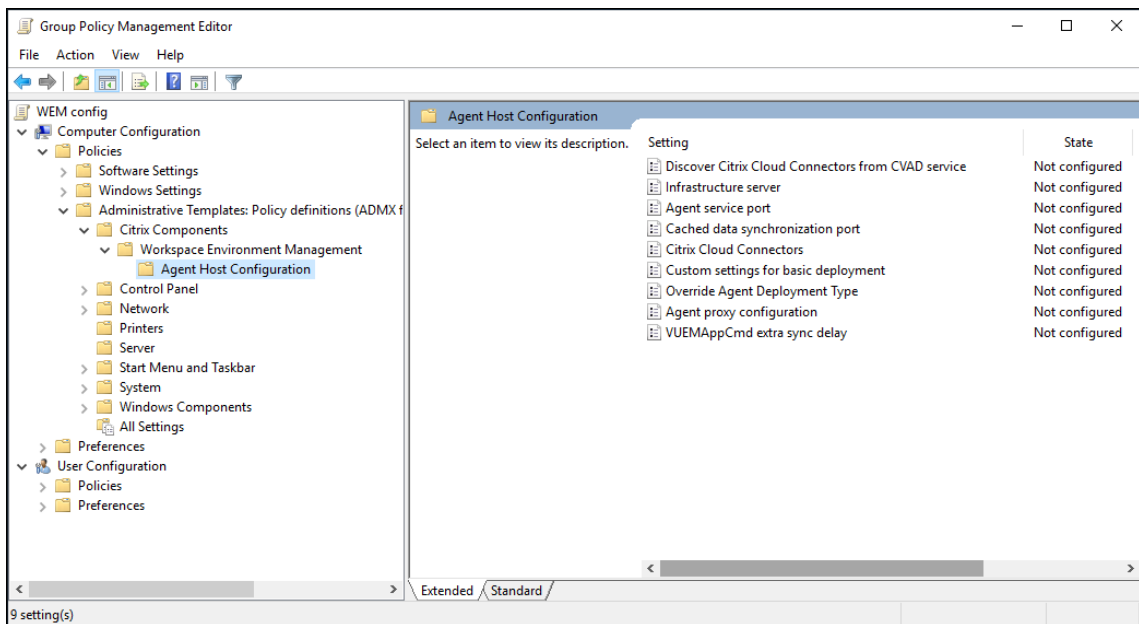 Group Policy Management Editor
File Action View Help
WEM config
Computer Configuration
Policies
Software Settings
Windows Settings
Administrative Templates: Policy definitions (ADMX f
Citrix Components
Workspace Environment Management
Agent Host Configuration
Control Panel
Network
Printers
Server
Start Menu and Taskbar
System
Windows Components
All Settings
Preferences
User Configuration
Policies
Preferences
Agent Host Configuration
Select an item to view its description.
Setting State
Discover Citrix Cloud Connectors from CVAD service Not configured
Infrastructure server Not configured
Agent service port Not configured
Cached data synchronization port Not configured
Citrix Cloud Connectors Not configured
Custom settings for basic deployment Not configured
Override Agent Deployment Type Not configured
Agent proxy configuration Not configured
VUEMAppCmd extra sync delay Not configured
Extended Standard
9 setting(s)